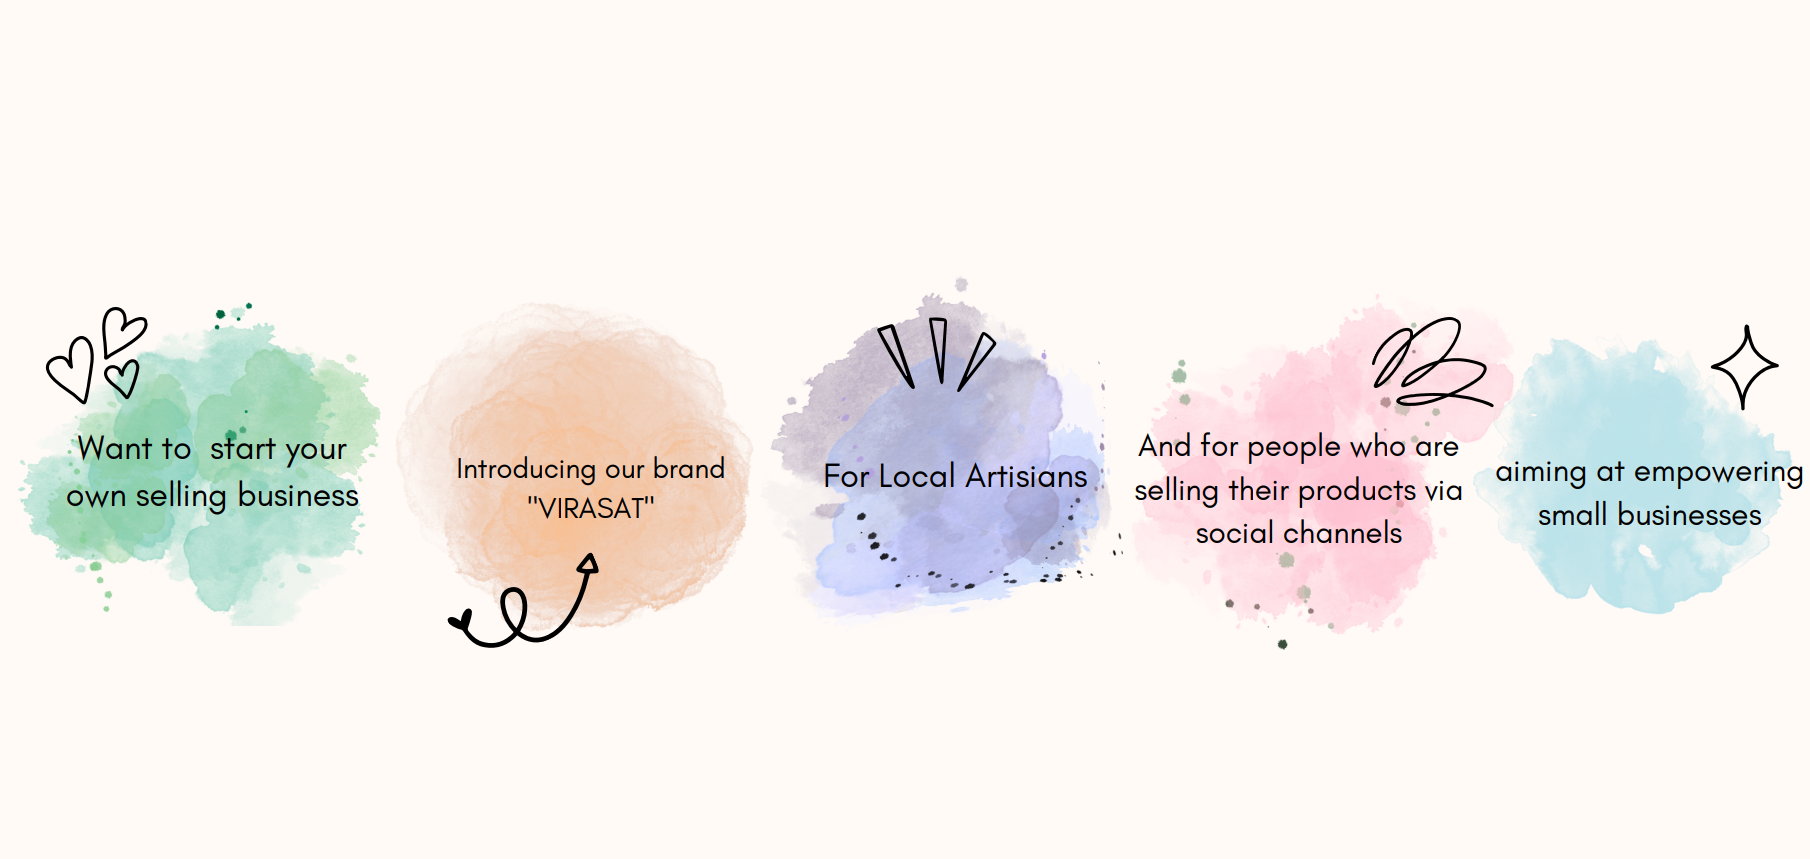 Want to  start your
own selling business
Introducing our brand
"VIRASAT"
For Local Artisians
And for people who are
selling their products via
social channels
aiming at empowering
small businesses